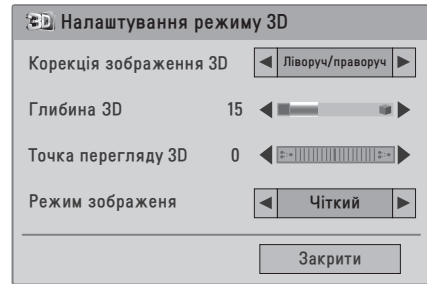 3D Налаштування режиму 3D
Корекція зображення 3D ◀ Ліворуч/праворуч ▶
Глибина 3D 15
Точка перегляду 3D 0
Режим зображеня ◀ Чіткий ▶
Закрити